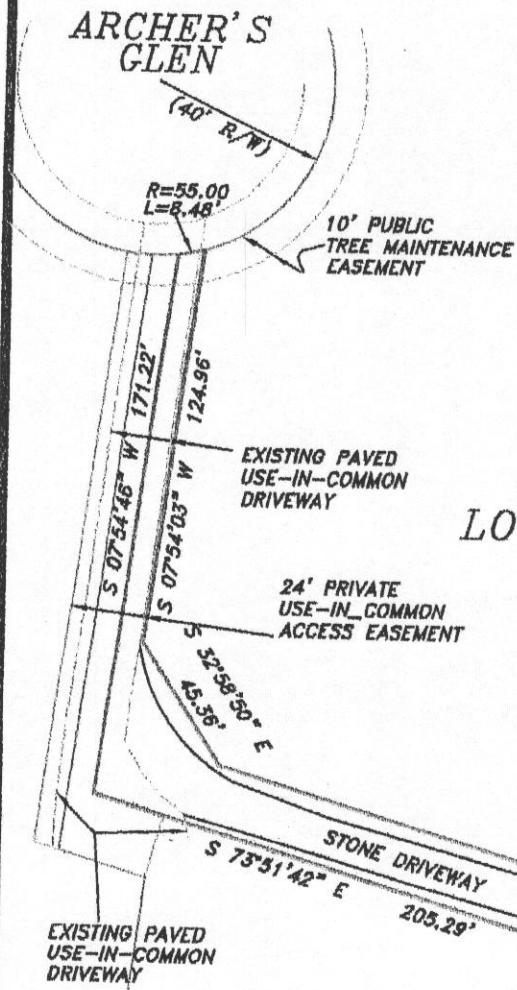 ARCHER'S
GLEN
(40' R/W)
R=55.00
L=8.48'
10' PUBLIC
TREE MAINTENANCE
EASEMENT
S 07°54'46" W 171.22'
S 07°54'03" W 124.96'
EXISTING PAVED
USE-IN-COMMON
DRIVEWAY
LO
24' PRIVATE
USE-IN_COMMON
ACCESS EASEMENT
S 32°58'50" E
45.36'
STONE DRIVEWAY
S 73°51'42" E 205.29'
EXISTING PAVED
USE-IN-COMMON
DRIVEWAY